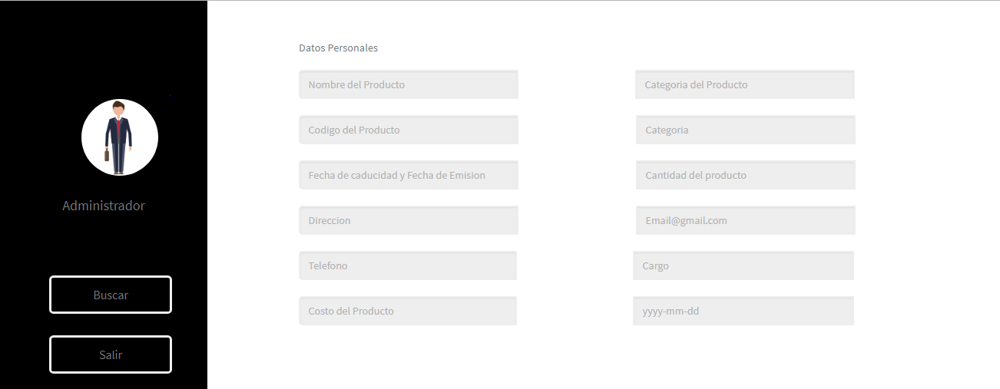 Administrador
Buscar
Salir
Datos Personales
Nombre del Producto
Categoria del Producto
Codigo del Producto
Categoria
Fecha de caducidad y Fecha de Emision
Cantidad del producto
Direccion
Email@gmail.com
Telefono
Cargo
Costo del Producto
yyyy-mm-dd